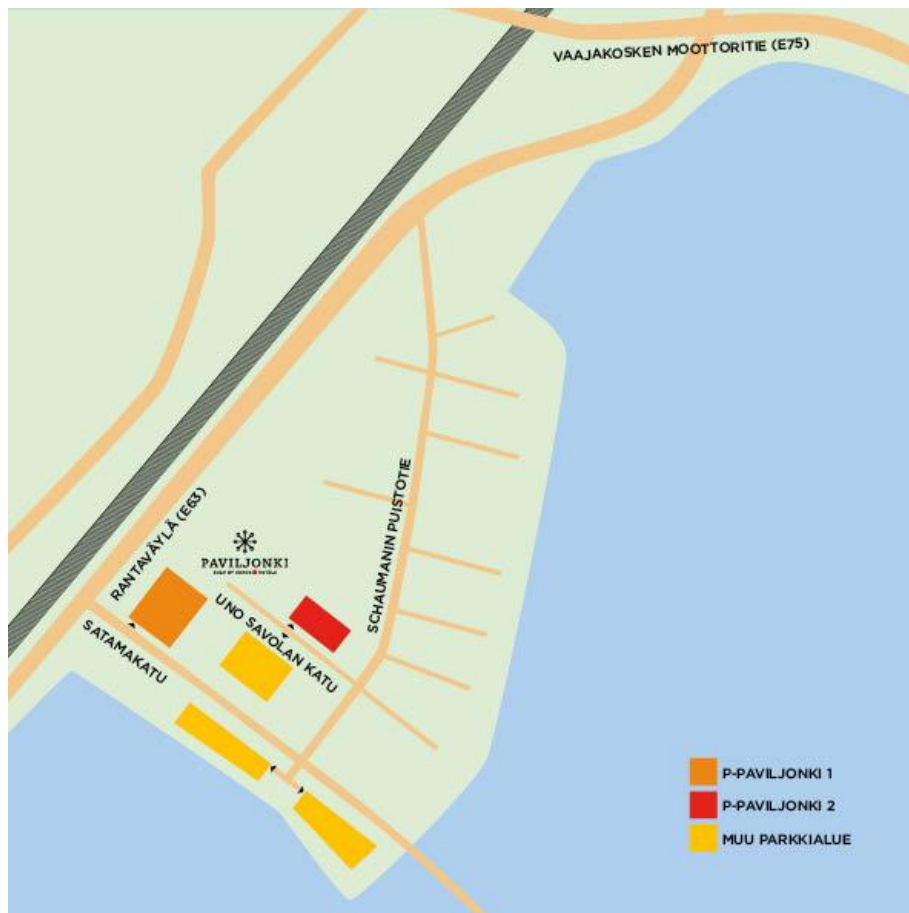 VAAJAKOSKEN MOOTTORITIE (E75)
SCHAUMANIN PUISTOTIE
RANTAVÄYLÄ (E63)
PAVILJONKI
UNO SAVOLAN KATU
SATAMAKATU
P-PAVILJONKI 1
P-PAVILJONKI 2
MUU PARKKIALUE